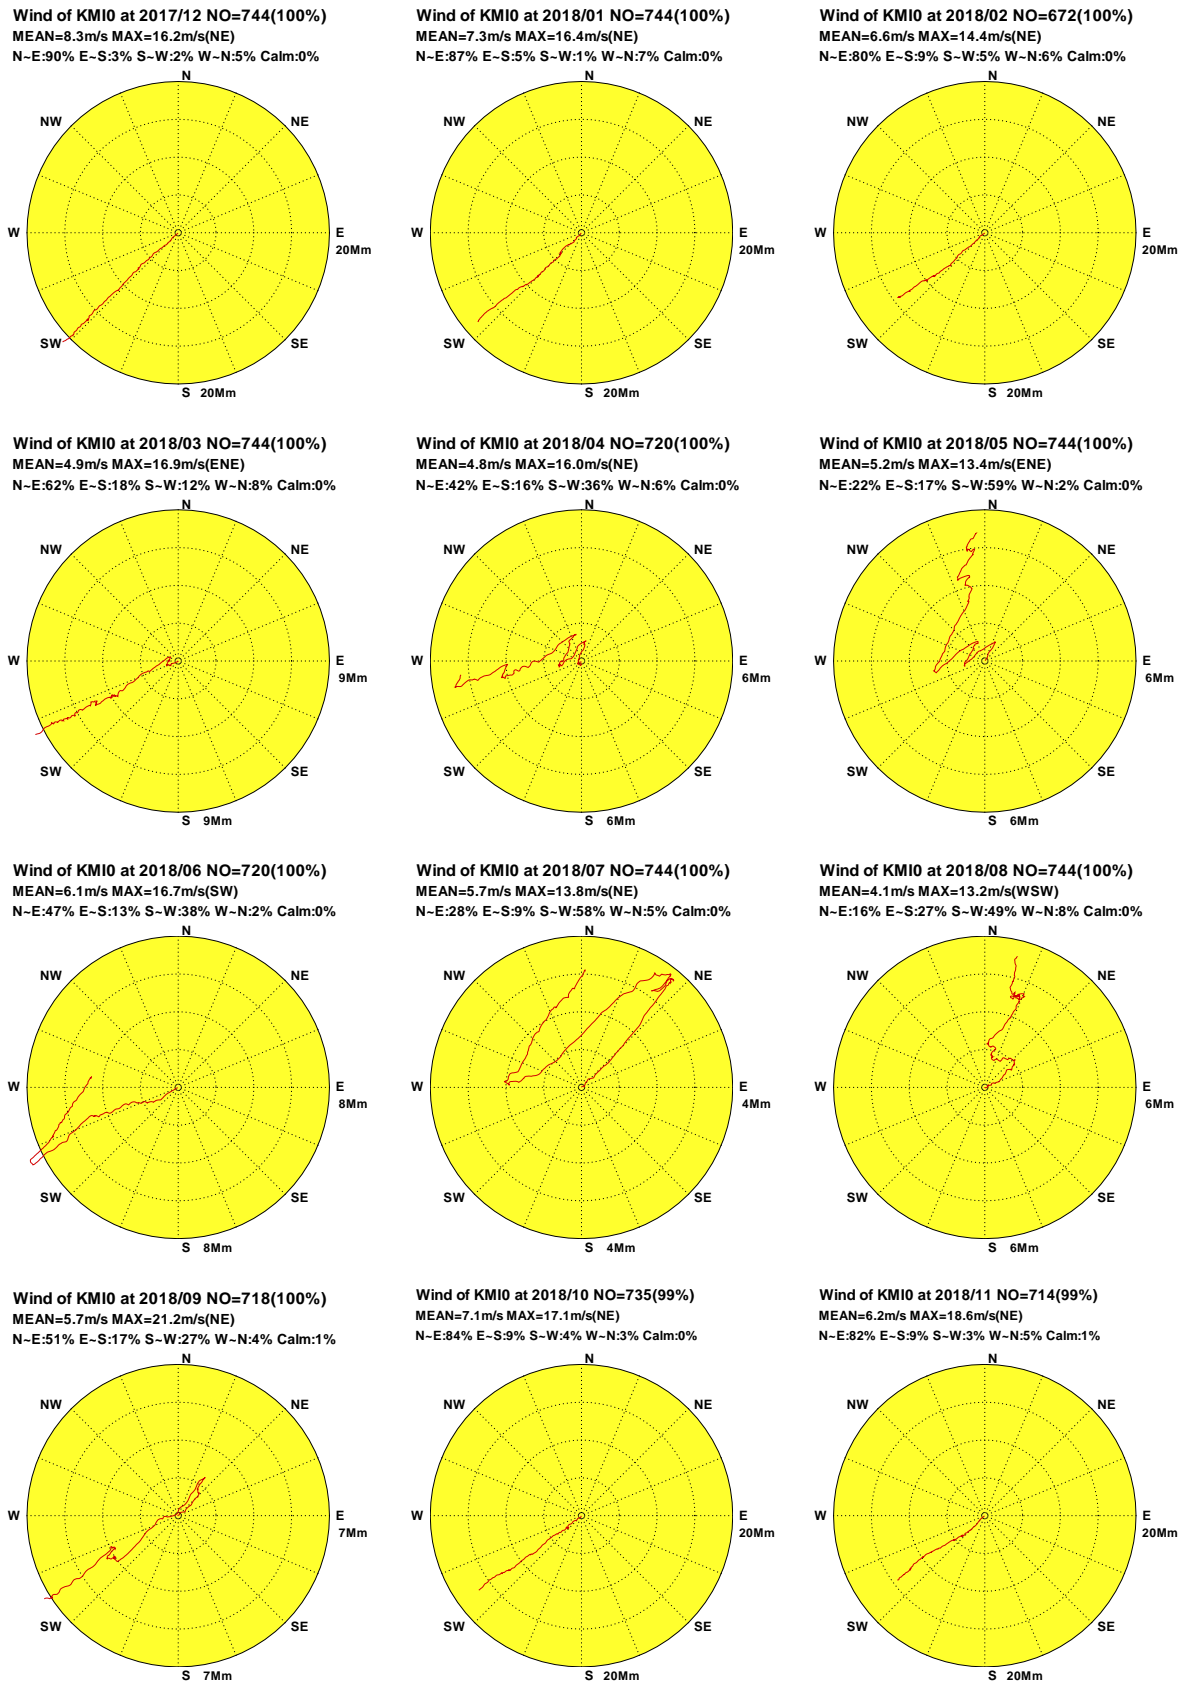 Wind of KMI0 at 2017/12 NO=744(100%)
MEAN=8.3m/s MAX=16.2m/s(NE)
N~E:90% E~S:3% S~W:2% W~N:5% Calm:0%
N
NW
NE
W
E
20Mm
SW
SE
S 20Mm
Wind of KMI0 at 2018/01 NO=744(100%)
MEAN=7.3m/s MAX=16.4m/s(NE)
N~E:87% E~S:5% S~W:1% W~N:7% Calm:0%
N
NW
NE
W
E
20Mm
SW
SE
S 20Mm
Wind of KMI0 at 2018/02 NO=672(100%)
MEAN=6.6m/s MAX=14.4m/s(NE)
N~E:80% E~S:9% S~W:5% W~N:6% Calm:0%
N
NW
NE
W
E
20Mm
SW
SE
S 20Mm
Wind of KMI0 at 2018/03 NO=744(100%)
MEAN=4.9m/s MAX=16.9m/s(ENE)
N~E:62% E~S:18% S~W:12% W~N:8% Calm:0%
N
NW
NE
W
E
9Mm
SW
SE
S 9Mm
Wind of KMI0 at 2018/04 NO=720(100%)
MEAN=4.8m/s MAX=16.0m/s(NE)
N~E:42% E~S:16% S~W:36% W~N:6% Calm:0%
N
NW
NE
W
E
6Mm
SW
SE
S 6Mm
Wind of KMI0 at 2018/05 NO=744(100%)
MEAN=5.2m/s MAX=13.4m/s(ENE)
N~E:22% E~S:17% S~W:59% W~N:2% Calm:0%
N
NW
NE
W
E
6Mm
SW
SE
S 6Mm
Wind of KMI0 at 2018/06 NO=720(100%)
MEAN=6.1m/s MAX=16.7m/s(SW)
N~E:47% E~S:13% S~W:38% W~N:2% Calm:0%
N
NW
NE
W
E
8Mm
SW
SE
S 8Mm
Wind of KMI0 at 2018/07 NO=744(100%)
MEAN=5.7m/s MAX=13.8m/s(NE)
N~E:28% E~S:9% S~W:58% W~N:5% Calm:0%
N
NW
NE
W
E
4Mm
SW
SE
S 4Mm
Wind of KMI0 at 2018/08 NO=744(100%)
MEAN=4.1m/s MAX=13.2m/s(WSW)
N~E:16% E~S:27% S~W:49% W~N:8% Calm:0%
N
NW
NE
W
E
6Mm
SW
SE
S 6Mm
Wind of KMI0 at 2018/09 NO=718(100%)
MEAN=5.7m/s MAX=21.2m/s(NE)
N~E:51% E~S:17% S~W:27% W~N:4% Calm:1%
N
NW
NE
W
E
7Mm
SW
SE
S 7Mm
Wind of KMI0 at 2018/10 NO=735(99%)
MEAN=7.1m/s MAX=17.1m/s(NE)
N~E:84% E~S:9% S~W:4% W~N:3% Calm:0%
N
NW
NE
W
E
20Mm
SW
SE
S 20Mm
Wind of KMI0 at 2018/11 NO=714(99%)
MEAN=6.2m/s MAX=18.6m/s(NE)
N~E:82% E~S:9% S~W:3% W~N:5% Calm:1%
N
NW
NE
W
E
20Mm
SW
SE
S 20Mm